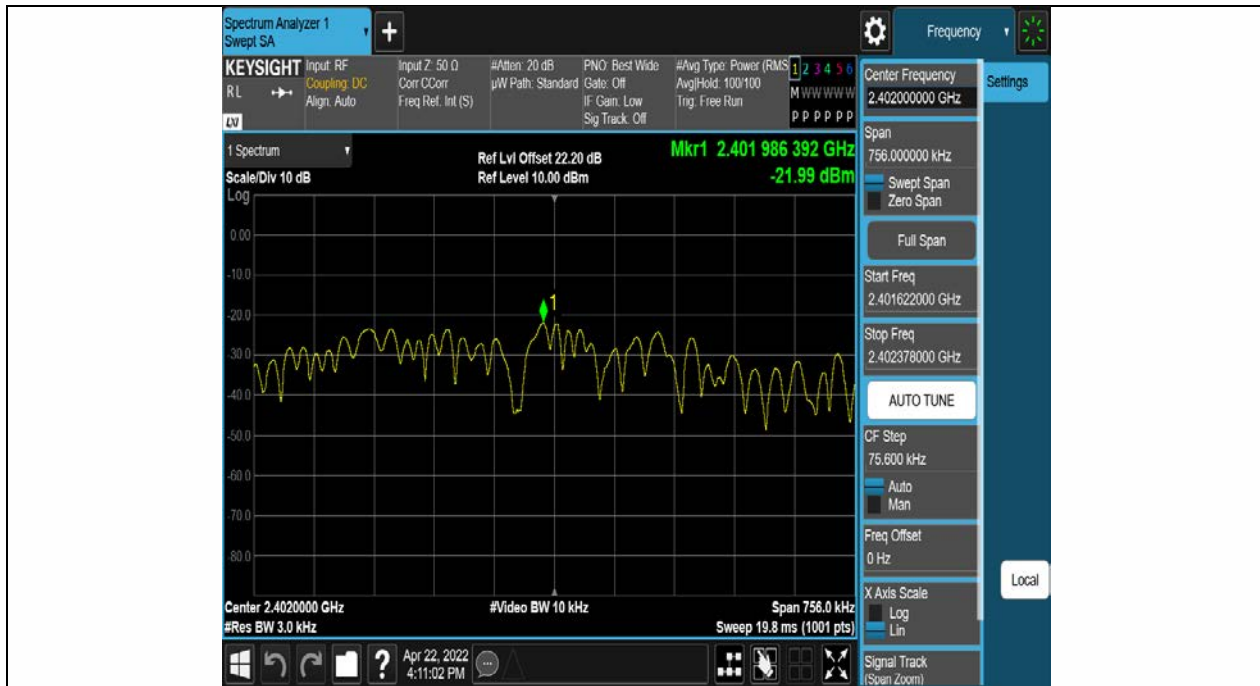 Spectrum Analyzer 1
Swept SA
+
Frequency
KEYSIGHT
RL
LXI
Input: RF
Coupling: DC
Align: Auto
Input Z: 50 Ω
Corr CCorr
Freq Ref: Int (S)
#Atten: 20 dB
µW Path: Standard
PNO: Best Wide
Gate: Off
IF Gain: Low
Sig Track: Off
#Avg Type: Power (RMS
Avg|Hold: 100/100
Trig: Free Run
1 2 3 4 5 6
M W W W W W
P P P P P P
1 Spectrum
Scale/Div 10 dB
Ref Lvl Offset 22.20 dB
Ref Level 10.00 dBm
Mkr1 2.401 986 392 GHz
-21.99 dBm
Log
0.00
-10.0
-20.0
-30.0
-40.0
-50.0
-60.0
-70.0
-80.0
1
Center 2.4020000 GHz
#Res BW 3.0 kHz
#Video BW 10 kHz
Span 756.0 kHz
Sweep 19.8 ms (1001 pts)
Center Frequency
2.402000000 GHz
Span
756.000000 kHz
Swept Span
Zero Span
Full Span
Start Freq
2.401622000 GHz
Stop Freq
2.402378000 GHz
AUTO TUNE
CF Step
75.600 kHz
Auto
Man
Freq Offset
0 Hz
X Axis Scale
Log
Lin
Signal Track
(Span Zoom)
Settings
Local
?
Apr 22, 2022
4:11:02 PM